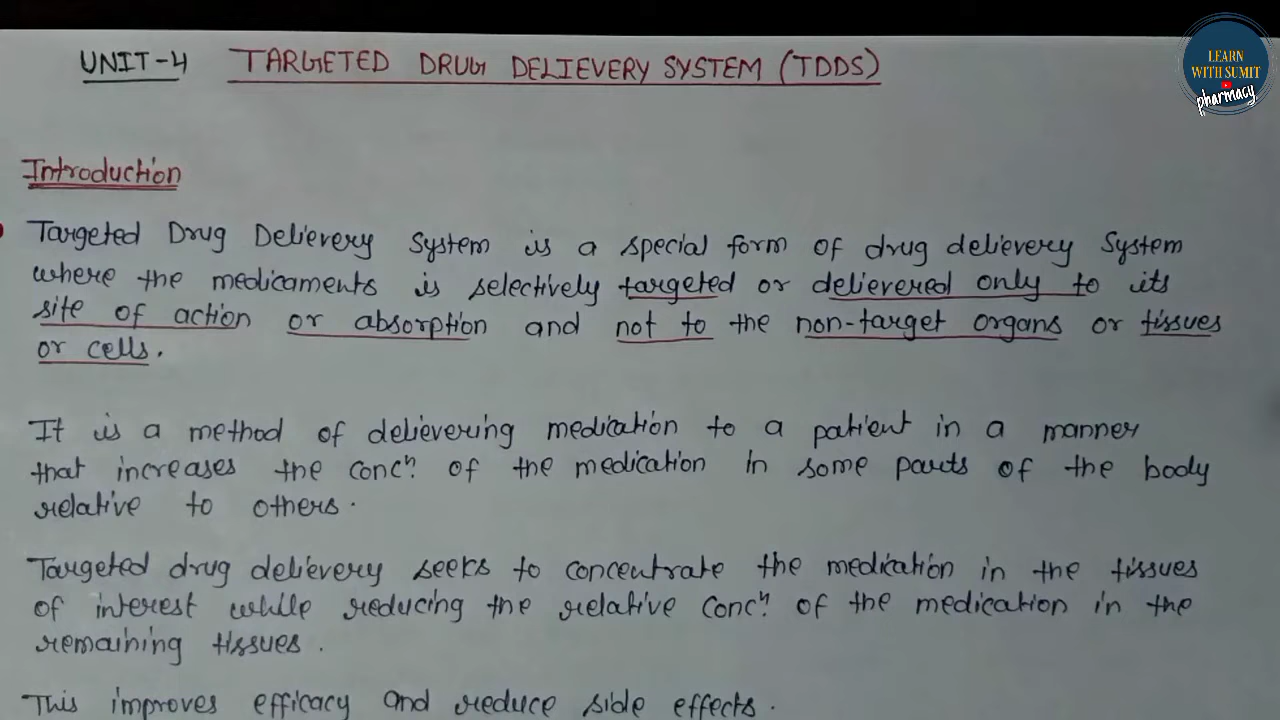 UNIT-4 TARGETED DRUG DELIEVERY SYSTEM (TDDS)
LEARN
WITH SUMIT
pharmacy
Introduction
Targeted Drug Delievery System is a special form of drug delievery System
where the medicaments is selectively targeted or delievered only to its
site of action or absorption and not to the non-target organs or tissues
or cells.
It is a method of delievering medication to a patient in a manner
that increases the concⁿ. of the medication in some parts of the body
relative to others.
Targeted drug delievery seeks to concentrate the medication in the tissues
of interest while reducing the relative concⁿ. of the medication in the
remaining tissues.
This improves efficacy and reduce side effects.